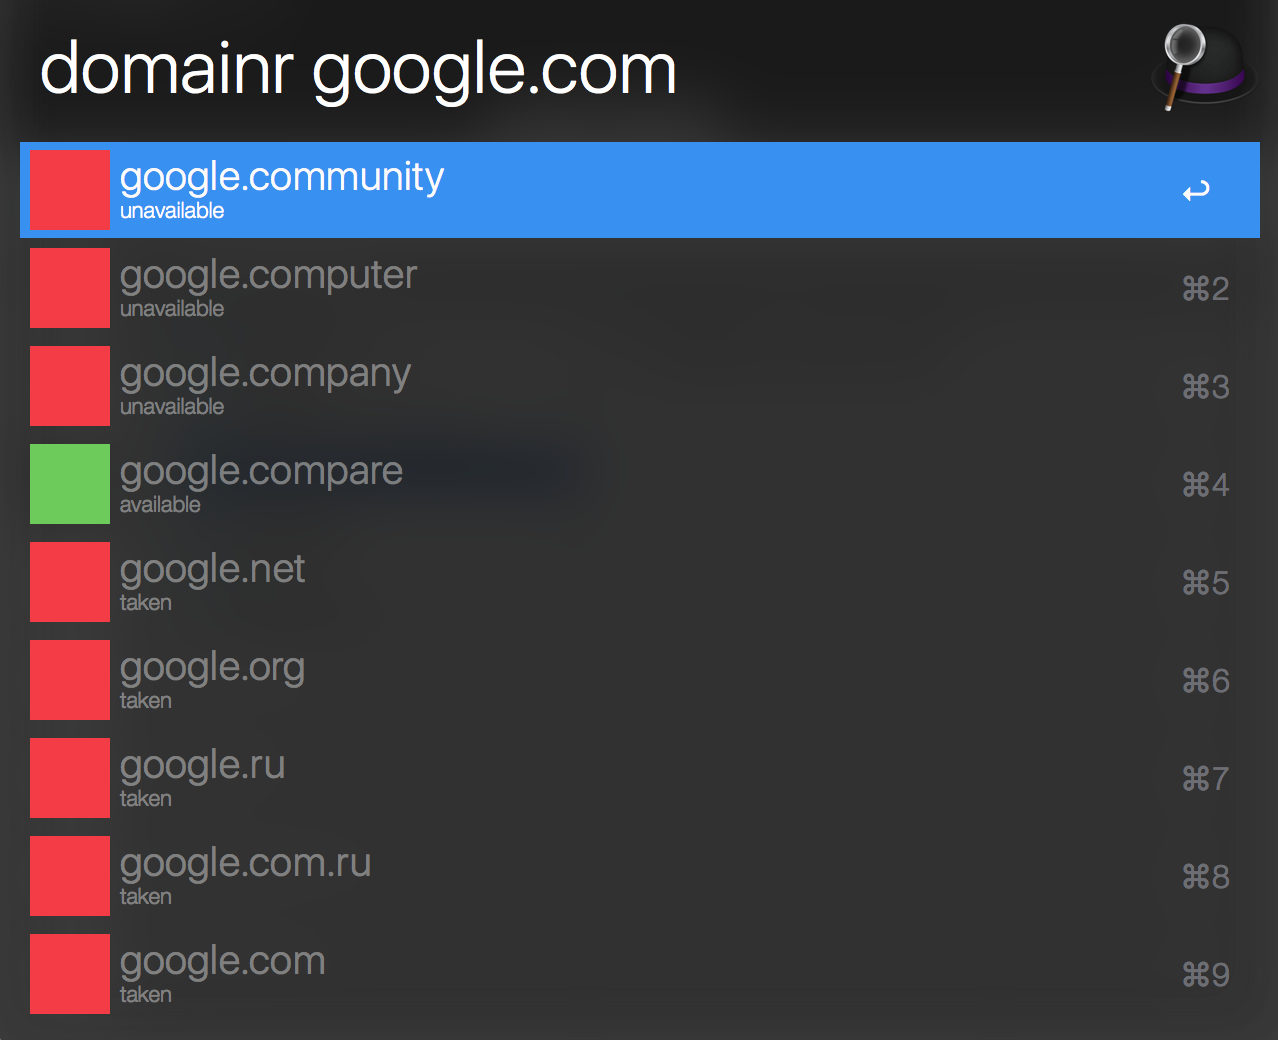 domainr google.com
google.community
unavailable
↩
google.computer
unavailable
⌘2
google.company
unavailable
⌘3
google.compare
available
⌘4
google.net
taken
⌘5
google.org
taken
⌘6
google.ru
taken
⌘7
google.com.ru
taken
⌘8
google.com
taken
⌘9